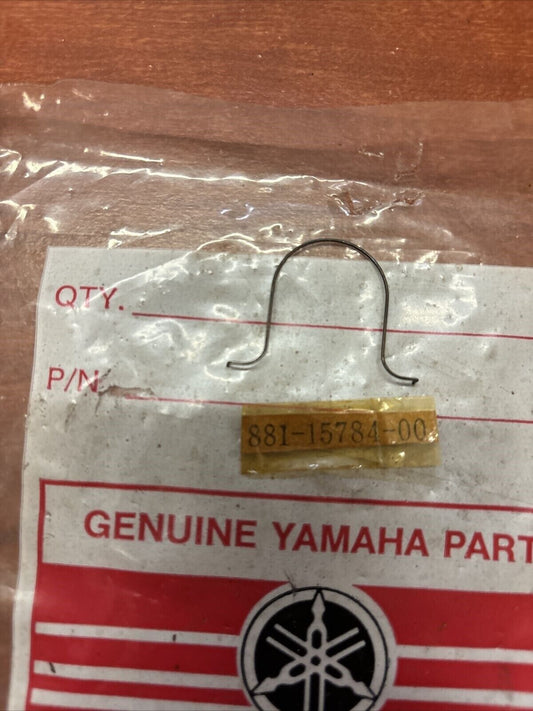 QTY.
P/N
881-15784-00
GENUINE YAMAHA PART